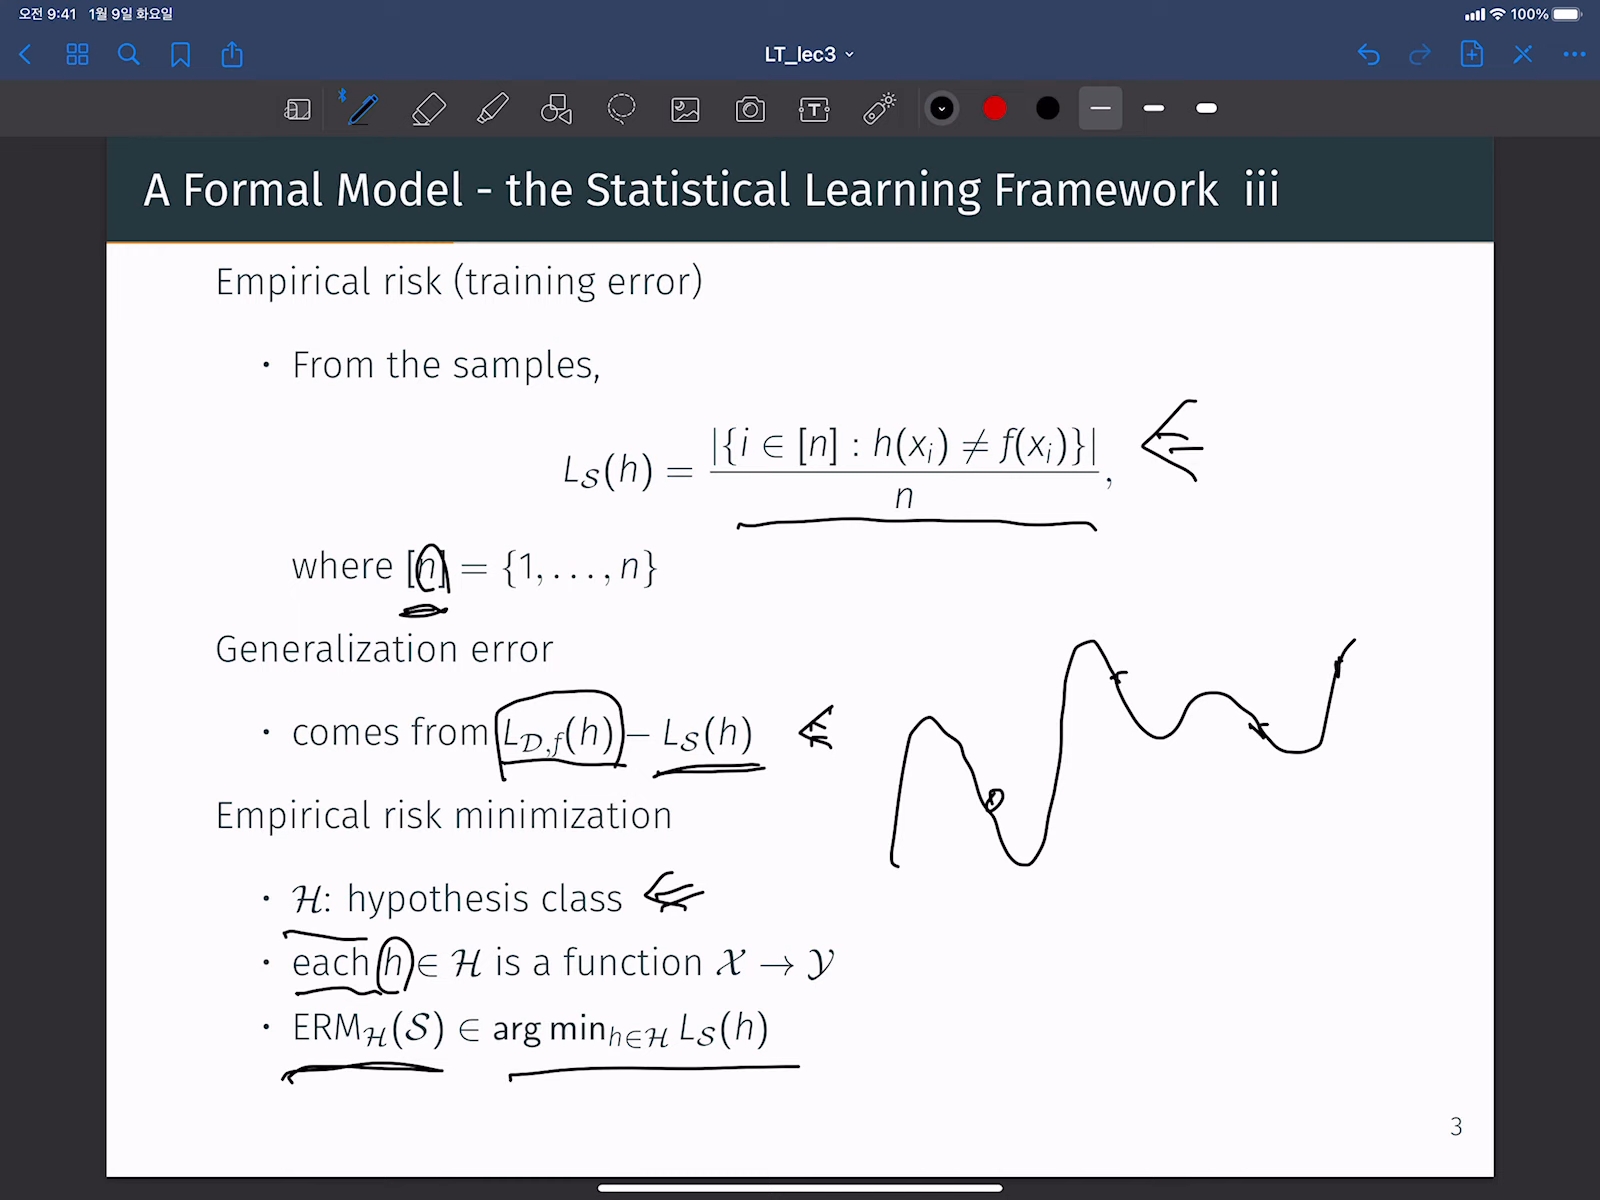 오전 9:41 1월 9일 화요일 100%
LT_lec3
T
A Formal Model - the Statistical Learning Framework iii
Empirical risk (training error)
• From the samples,
L_𝒮(h) = |{i ∈ [n] : h(x_i) ≠ f(x_i)}| / n,
where [n] = {1, . . . , n}
Generalization error
• comes from L_{𝒟,f}(h) − L_𝒮(h)
Empirical risk minimization
• ℋ: hypothesis class
• each h ∈ ℋ is a function 𝒳 → 𝒴
• ERM_ℋ(𝒮) ∈ arg min_{h∈ℋ} L_𝒮(h)
3